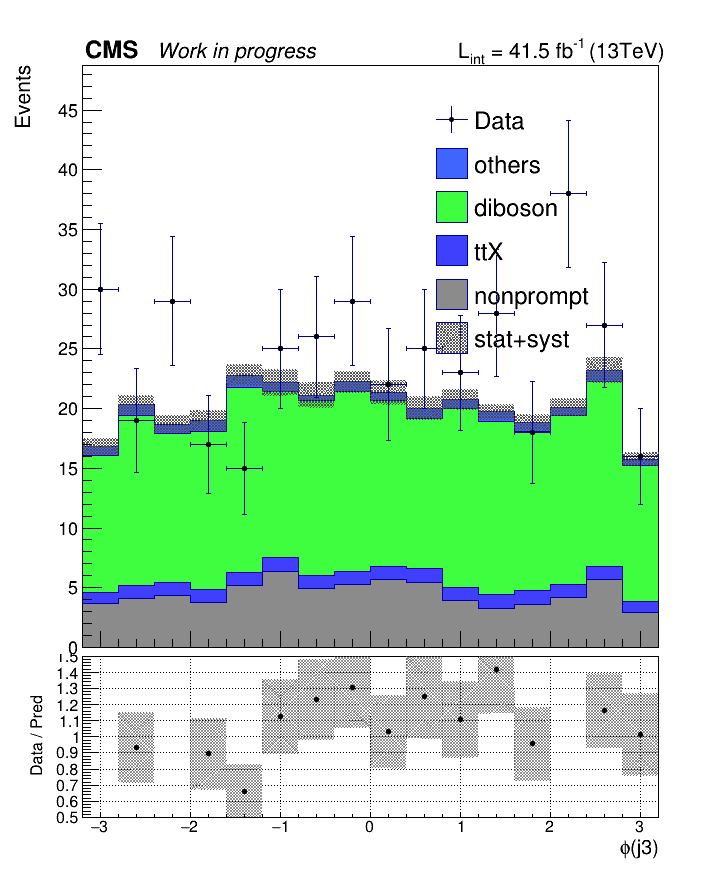 CMS Work in progress L_int = 41.5 fb⁻¹ (13TeV)
Events
45
40
35
30
25
20
15
10
5
0
Data
others
diboson
ttX
nonprompt
stat+syst
Data / Pred
1.5
1.4
1.3
1.2
1.1
1
0.9
0.8
0.7
0.6
0.5
−3 −2 −1 0 1 2 3
ϕ(j3)